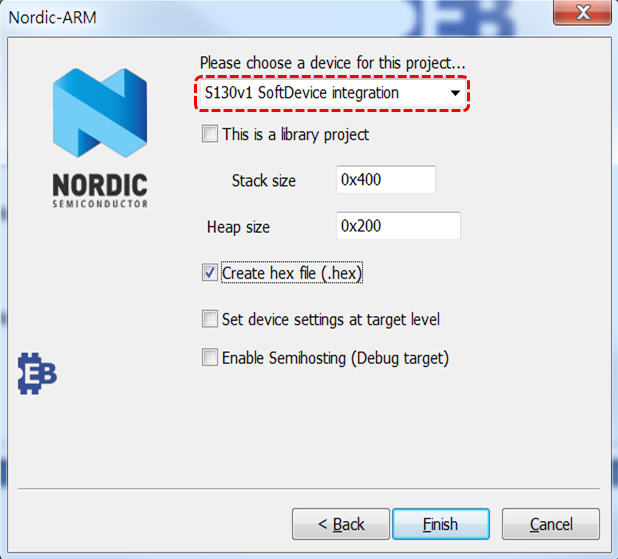 Nordic-ARM
Please choose a device for this project...
S130v1 SoftDevice integration
NORDIC
SEMICONDUCTOR
This is a library project
Stack size 0x400
Heap size 0x200
Create hex file (.hex)
Set device settings at target level
Enable Semihosting (Debug target)
EB
< Back Finish Cancel